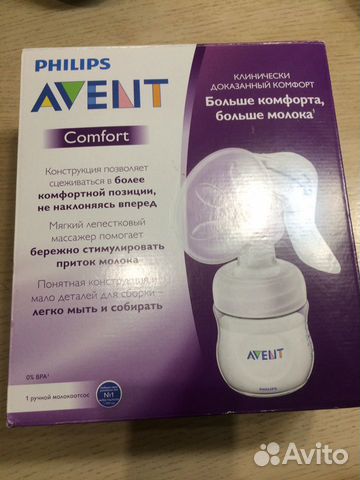 PHILIPS
AVENT
Comfort
КЛИНИЧЕСКИ
ДОКАЗАННЫЙ КОМФОРТ
Больше комфорта,
больше молока¹
Конструкция позволяет
сцеживаться в более
комфортной позиции,
не наклоняясь вперед
Мягкий лепестковый
массажер помогает
бережно стимулировать
приток молока
Понятная конструкция и
мало деталей для сборки –
легко мыть и собирать
AVENT
PHILIPS
0% BPA³
№1
1 ручной молокоотсос
Avito